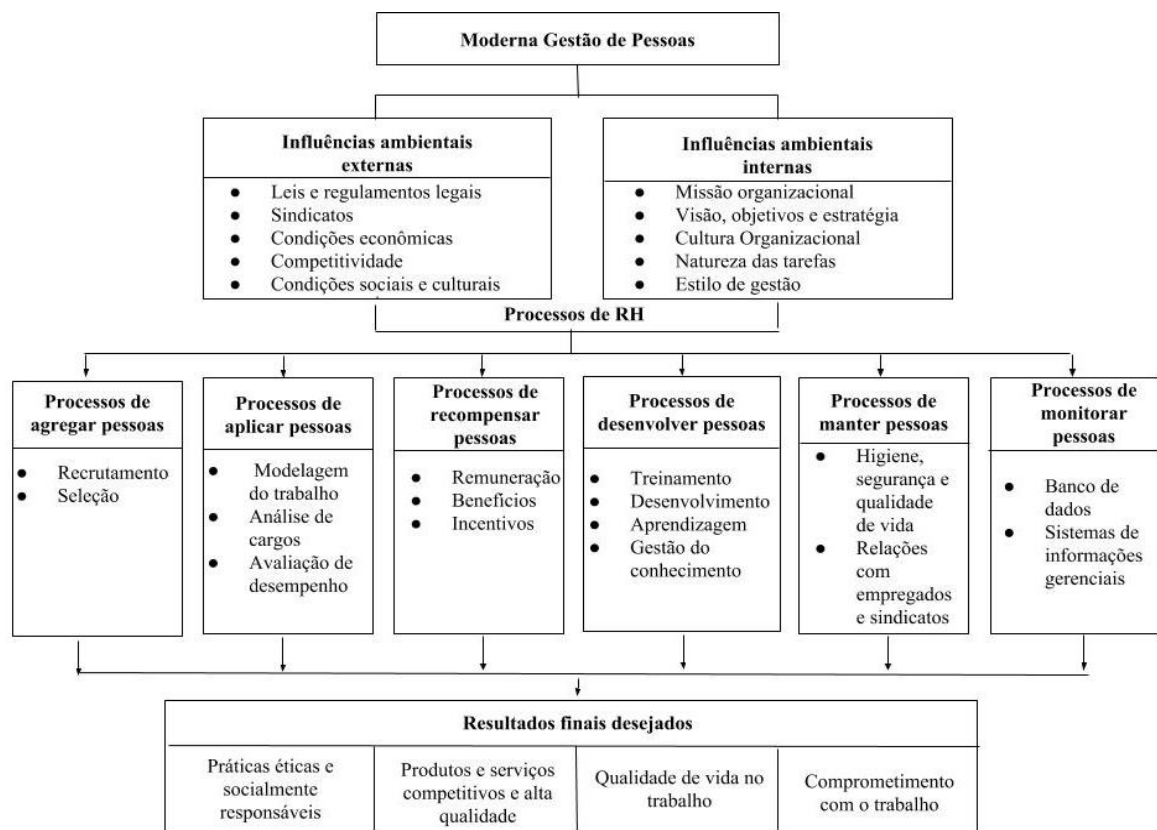 Moderna Gestão de Pessoas
Influências ambientais
externas
● Leis e regulamentos legais
● Sindicatos
● Condições econômicas
● Competitividade
● Condições sociais e culturais
Influências ambientais
internas
● Missão organizacional
● Visão, objetivos e estratégia
● Cultura Organizacional
● Natureza das tarefas
● Estilo de gestão
Processos de RH
Processos de
agregar pessoas
● Recrutamento
● Seleção
Processos de
aplicar pessoas
● Modelagem
do trabalho
● Análise de
cargos
● Avaliação de
desempenho
Processos de
recompensar
pessoas
● Remuneração
● Benefícios
● Incentivos
Processos de
desenvolver pessoas
● Treinamento
● Desenvolvimento
● Aprendizagem
● Gestão do
conhecimento
Processos de
manter pessoas
● Higiene,
segurança e
qualidade
de vida
● Relações
com
empregados
e sindicatos
Processos de
monitorar
pessoas
● Banco de
dados
● Sistemas de
informações
gerenciais
Resultados finais desejados
Práticas éticas e
socialmente
responsáveis
Produtos e serviços
competitivos e alta
qualidade
Qualidade de vida no
trabalho
Comprometimento
com o trabalho